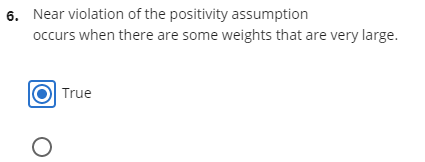 6. Near violation of the positivity assumption
occurs when there are some weights that are very large.
True